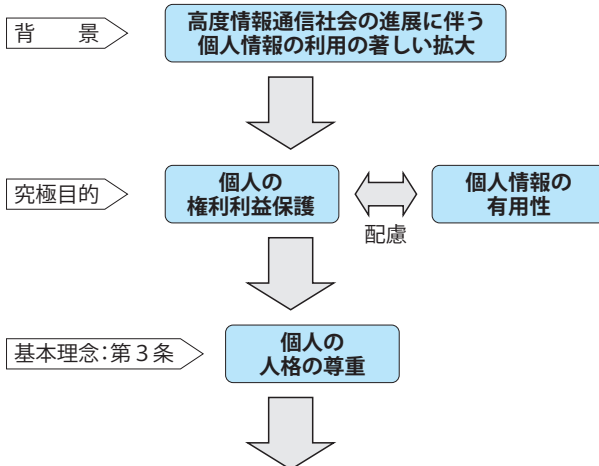 背　景
高度情報通信社会の進展に伴う
個人情報の利用の著しい拡大
究極目的
個人の
権利利益保護
配慮
個人情報の
有用性
基本理念：第３条
個人の
人格の尊重